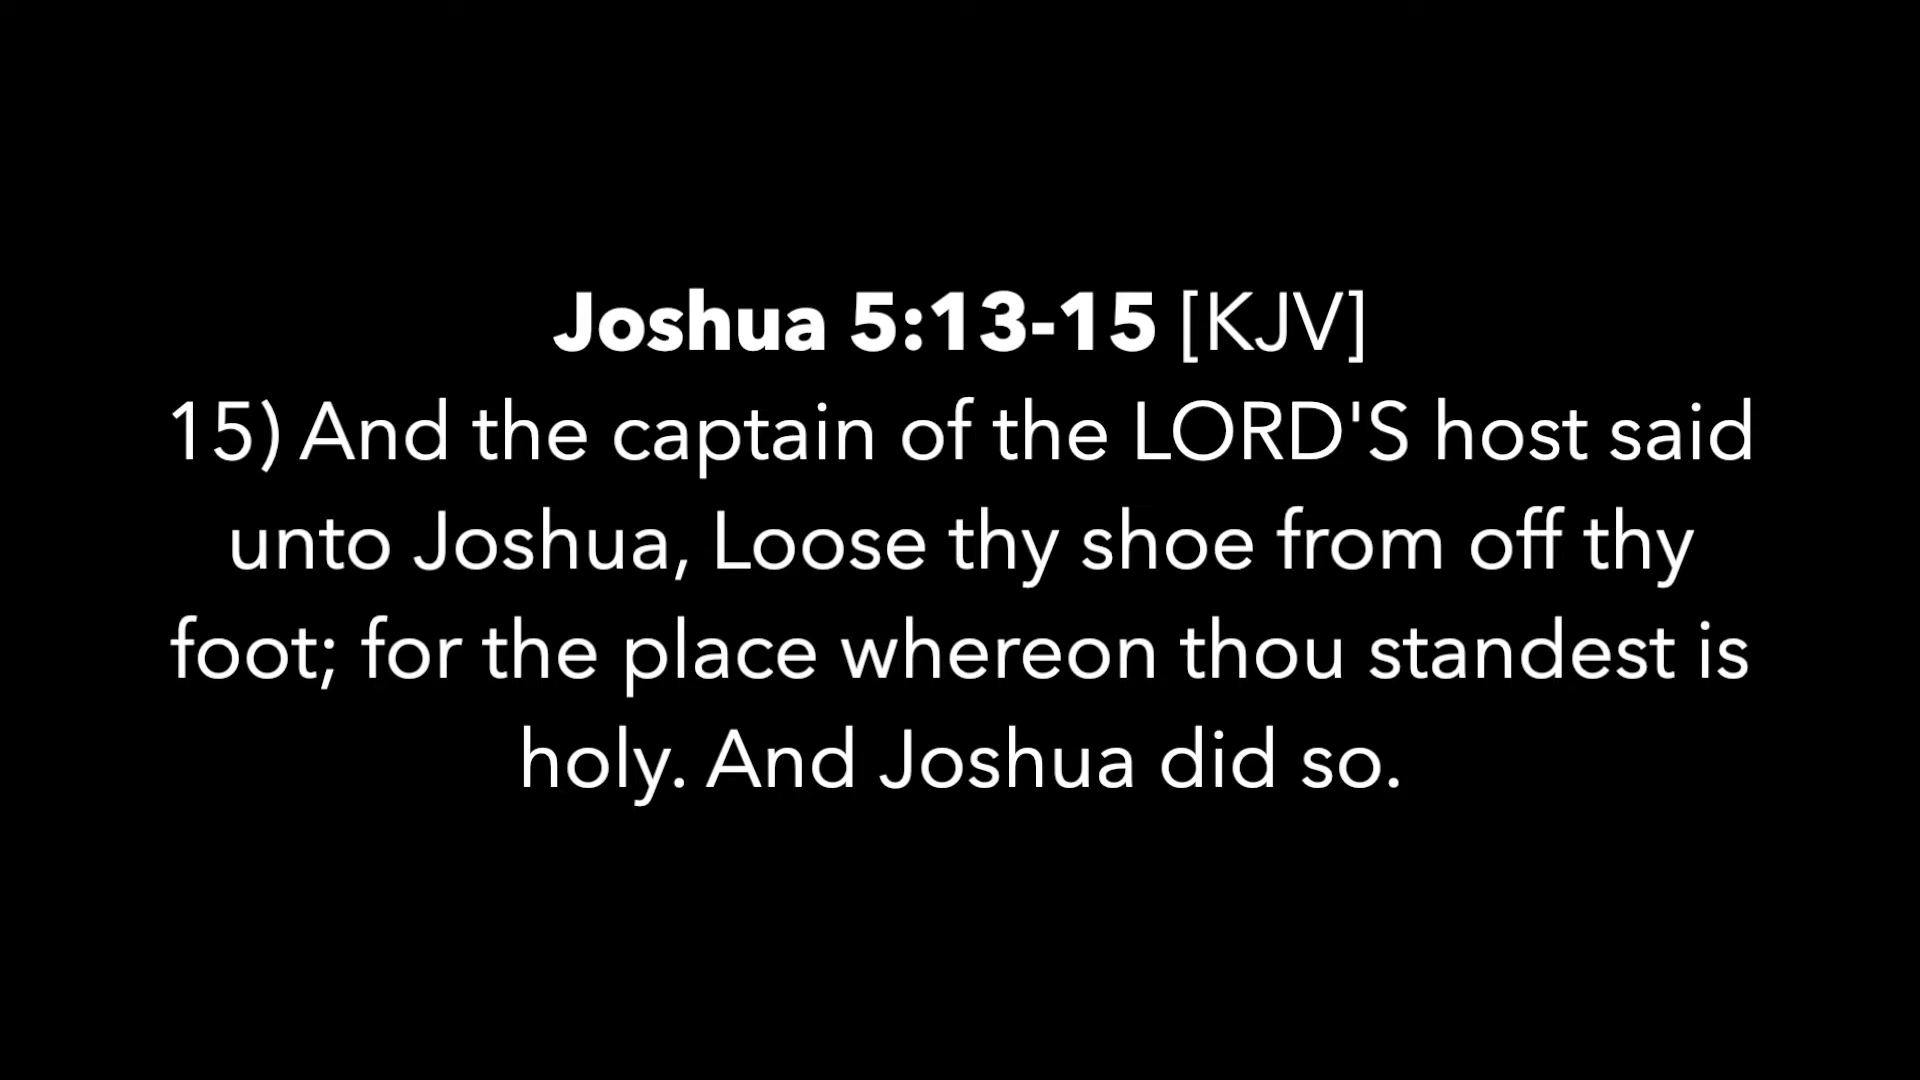 Joshua 5:13-15 [KJV]
15) And the captain of the LORD'S host said
unto Joshua, Loose thy shoe from off thy
foot; for the place whereon thou standest is
holy. And Joshua did so.